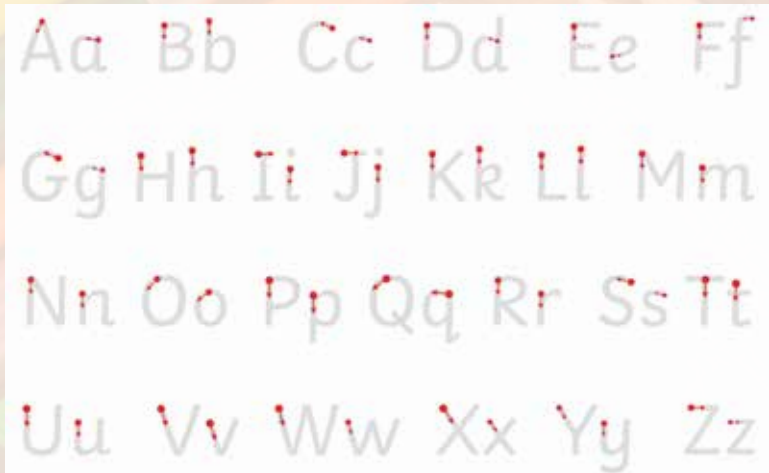 Aa Bb Cc Dd Ee Ff
Gg Hh Ii Jj Kk Ll Mm
Nn Oo Pp Qq Rr Ss Tt
Uu Vv Ww Xx Yy Zz